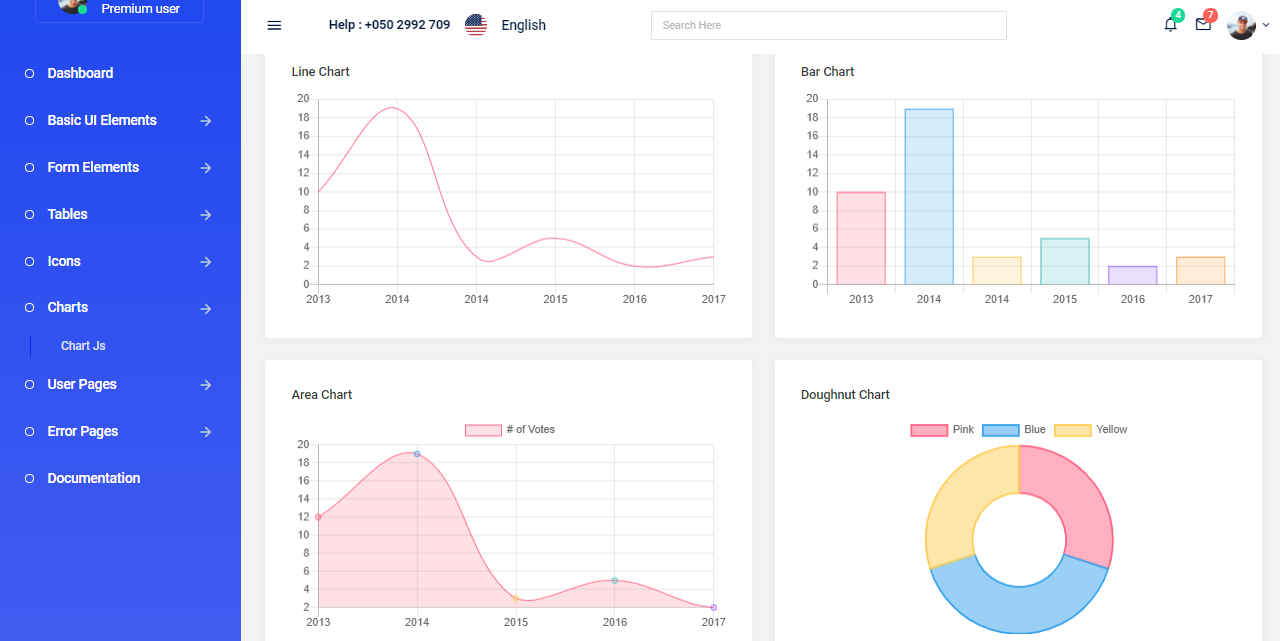 Premium user
Dashboard
Basic UI Elements
Form Elements
Tables
Icons
Charts
Chart Js
User Pages
Error Pages
Documentation
Help : +050 2992 709
English
Search Here
4
7
Line Chart
20
18
16
14
12
10
8
6
4
2
0
2013 2014 2014 2015 2016 2017
Bar Chart
20
18
16
14
12
10
8
6
4
2
0
2013 2014 2014 2015 2016 2017
Area Chart
# of Votes
20
18
16
14
12
10
8
6
4
2
2013 2014 2015 2016 2017
Doughnut Chart
Pink Blue Yellow